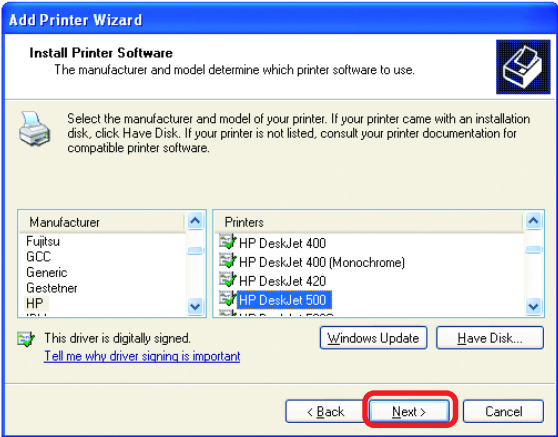 Add Printer Wizard
Install Printer Software
The manufacturer and model determine which printer software to use.
Select the manufacturer and model of your printer. If your printer came with an installation
disk, click Have Disk. If your printer is not listed, consult your printer documentation for
compatible printer software.
Manufacturer
Fujitsu
GCC
Generic
Gestetner
HP
Printers
HP DeskJet 400
HP DeskJet 400 (Monochrome)
HP DeskJet 420
HP DeskJet 500
This driver is digitally signed.
Tell me why driver signing is important
Windows Update
Have Disk...
< Back
Next >
Cancel